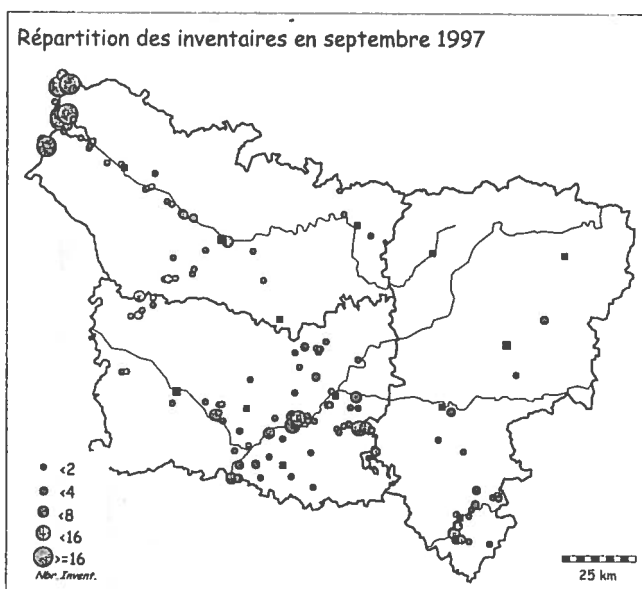 Répartition des inventaires en septembre 1997
<2
<4
<8
<16
>=16
Nbr. Invent.
25 km